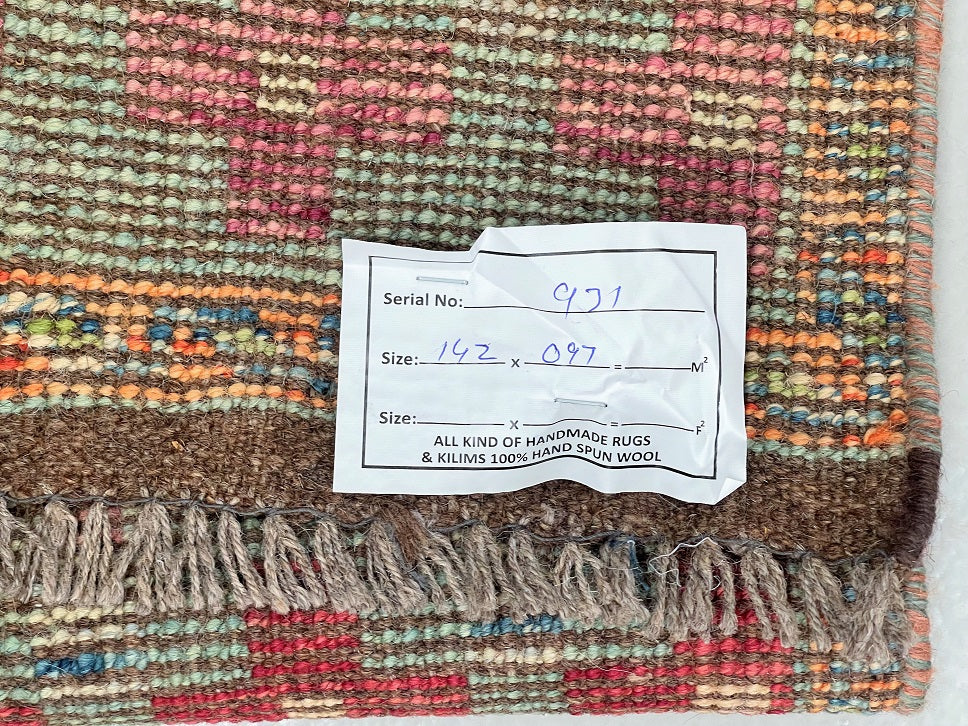 Serial No: 931
Size: 142 x 097 = M²
Size: x = F²
ALL KIND OF HANDMADE RUGS
& KILIMS 100% HAND SPUN WOOL